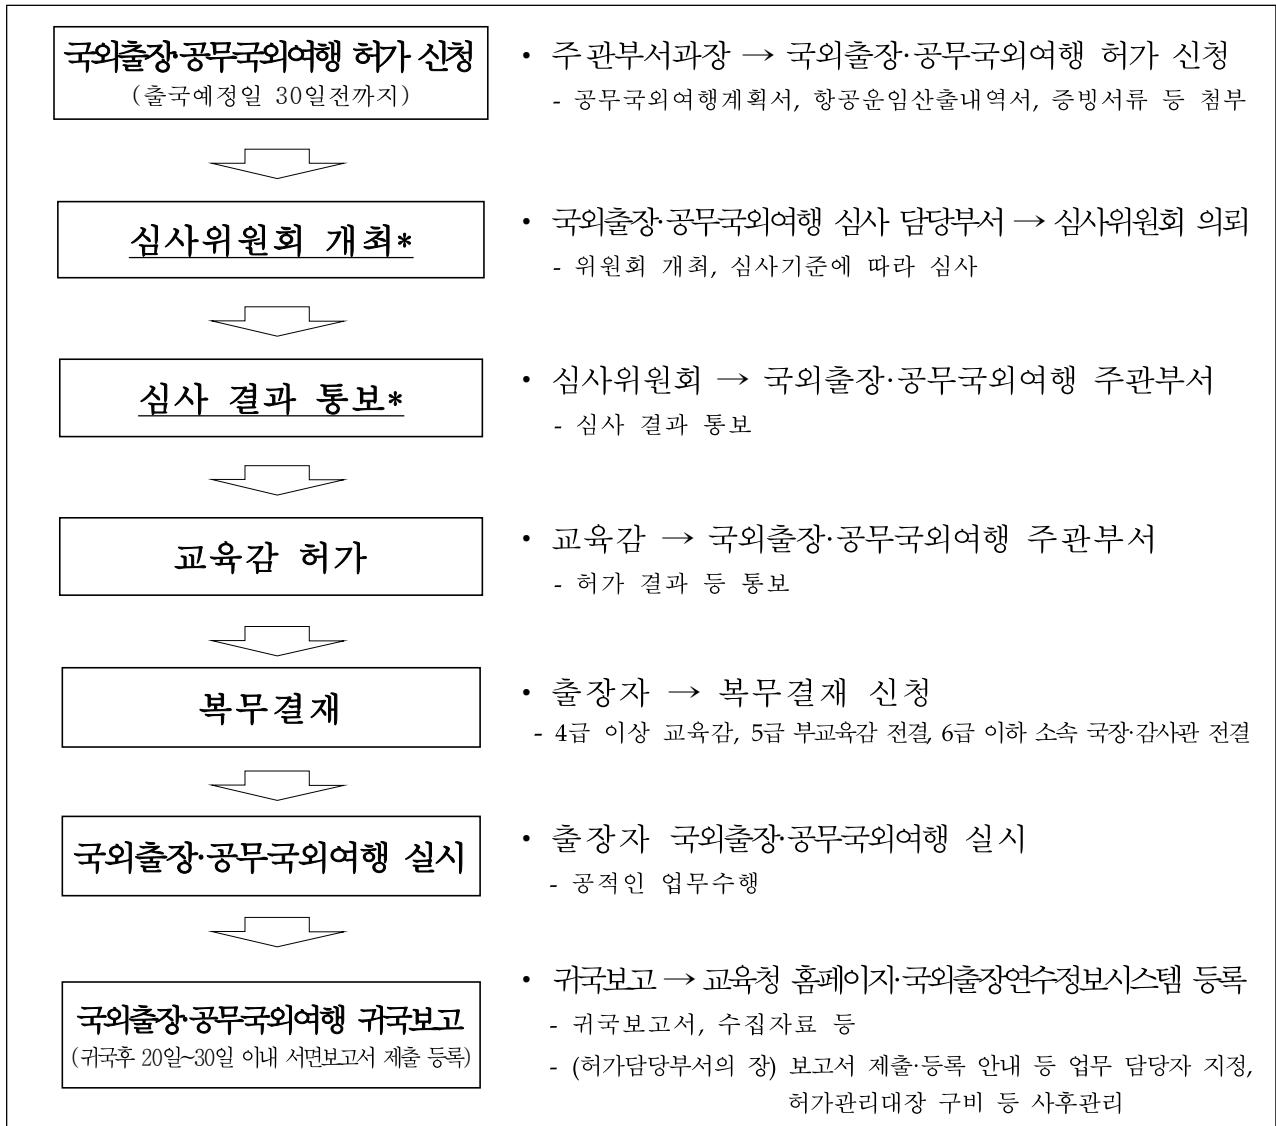 국외출장·공무국외여행 허가 신청
(출국예정일 30일전까지)
• 주관부서과장 → 국외출장·공무국외여행 허가 신청
- 공무국외여행계획서, 항공운임산출내역서, 증빙서류 등 첨부
심사위원회 개최*
• 국외출장·공무국외여행 심사 담당부서 → 심사위원회 의뢰
- 위원회 개최, 심사기준에 따라 심사
심사 결과 통보*
• 심사위원회 → 국외출장·공무국외여행 주관부서
- 심사 결과 통보
교육감 허가
• 교육감 → 국외출장·공무국외여행 주관부서
- 허가 결과 등 통보
복무결재
• 출장자 → 복무결재 신청
- 4급 이상 교육감, 5급 부교육감 전결, 6급 이하 소속 국장·감사관 전결
국외출장·공무국외여행 실시
• 출장자 국외출장·공무국외여행 실시
- 공적인 업무수행
국외출장·공무국외여행 귀국보고
(귀국후 20일~30일 이내 서면보고서 제출 등록)
• 귀국보고 → 교육청 홈페이지·국외출장연수정보시스템 등록
- 귀국보고서, 수집자료 등
- (허가담당부서의 장) 보고서 제출·등록 안내 등 업무 담당자 지정,
허가관리대장 구비 등 사후관리